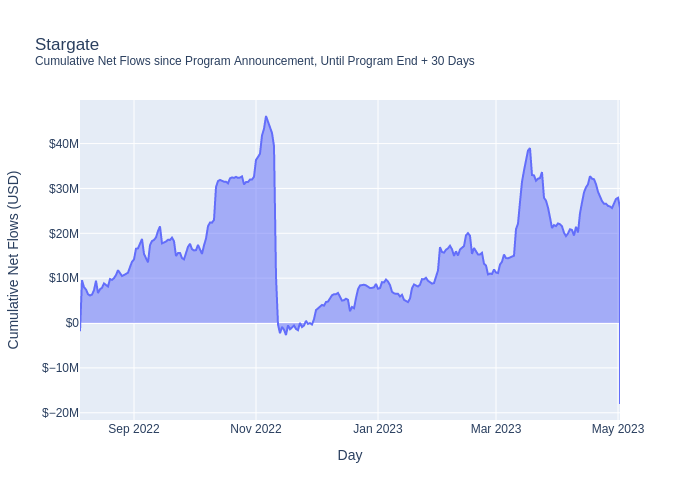 Stargate
Cumulative Net Flows since Program Announcement, Until Program End + 30 Days
Cumulative Net Flows (USD)
$40M
$30M
$20M
$10M
$0
$−10M
$−20M
Sep 2022
Nov 2022
Jan 2023
Mar 2023
May 2023
Day